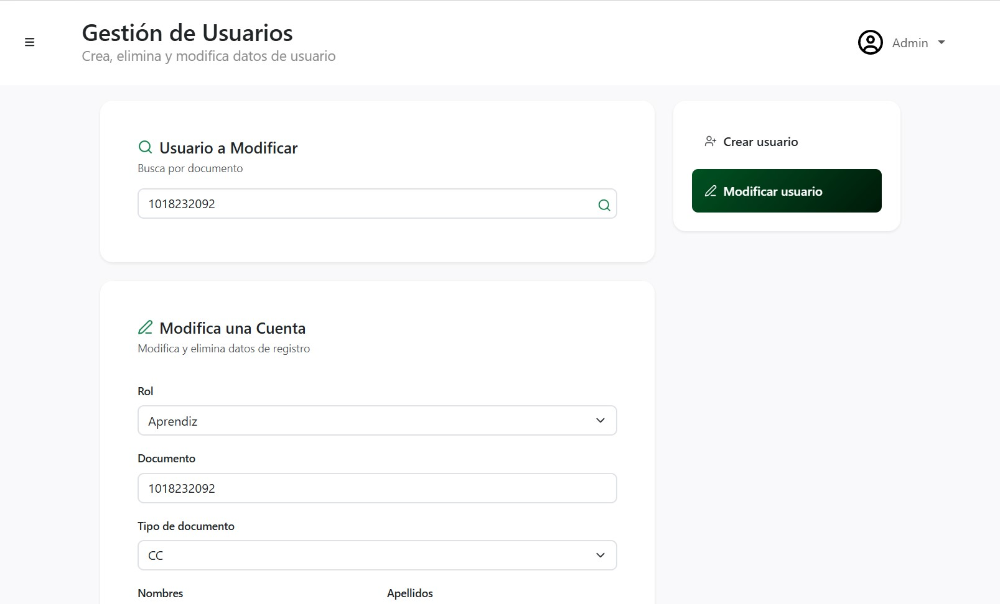 Gestión de Usuarios
Crea, elimina y modifica datos de usuario
Admin
Usuario a Modificar
Busca por documento
1018232092
Crear usuario
Modificar usuario
Modifica una Cuenta
Modifica y elimina datos de registro
Rol
Aprendiz
Documento
1018232092
Tipo de documento
CC
Nombres
Apellidos